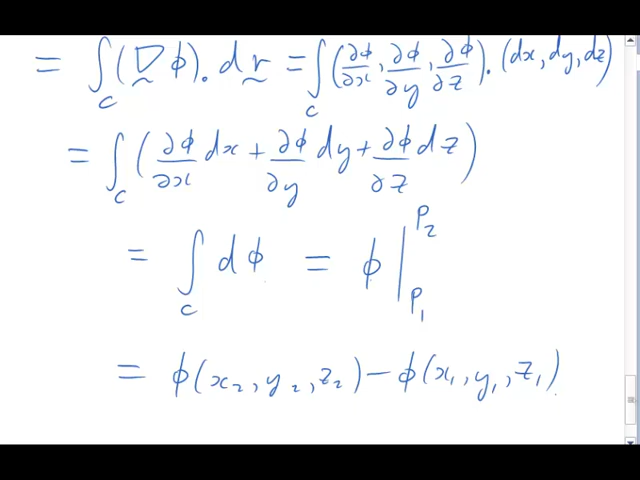 = ∫_C (∇̰ϕ) . dr̰ = ∫_C (∂ϕ/∂x, ∂ϕ/∂y, ∂ϕ/∂z) . (dx, dy, dz)
= ∫_C (∂ϕ/∂x dx + ∂ϕ/∂y dy + ∂ϕ/∂z dz)
= ∫_C dϕ = ϕ |_{P₁}^{P₂}
= ϕ(x₂, y₂, z₂) − ϕ(x₁, y₁, z₁)